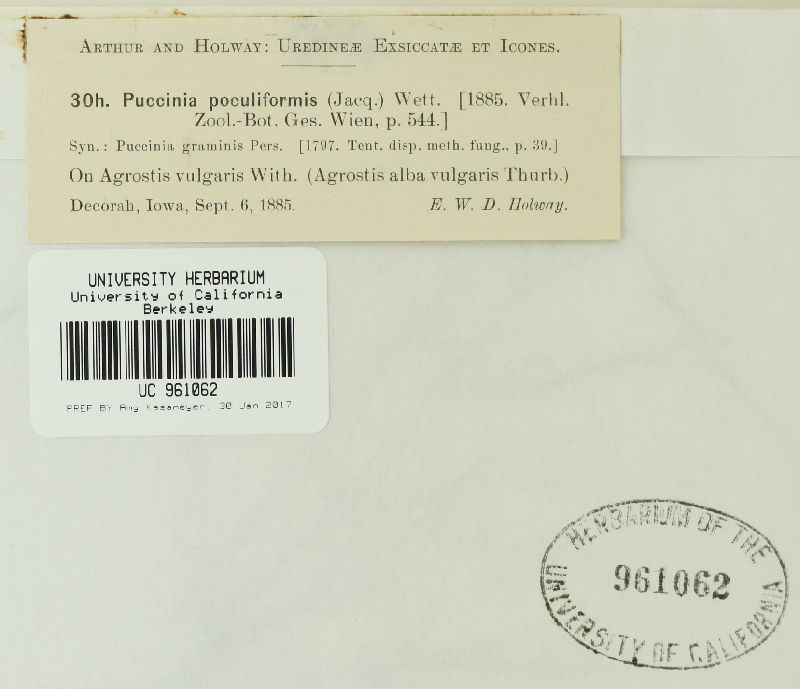 ARTHUR AND HOLWAY: UREDINEÆ EXSICCATÆ ET ICONES.
30h. Puccinia poculiformis (Jacq.) Wett. [1885. Verhl.
Zool.-Bot. Ges. Wien, p. 544.]
Syn.: Puccinia graminis Pers. [1797. Tent. disp. meth. fung., p. 39.]
On Agrostis vulgaris With. (Agrostis alba vulgaris Thurb.)
Decorah, Iowa, Sept. 6, 1885. E. W. D. Holway.
UNIVERSITY HERBARIUM
University of California
Berkeley
UC 961062
PREP BY Amy Kasameyer, 30 Jan 2017
HERBARIUM OF THE
961062
UNIVERSITY OF CALIFORNIA